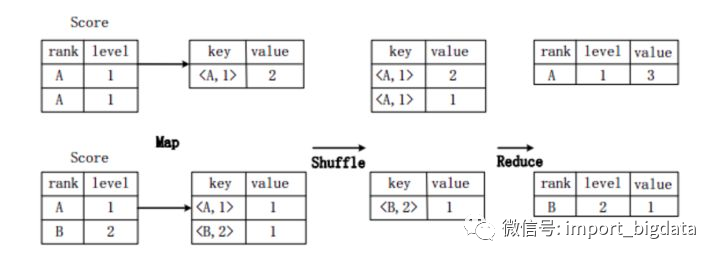 Score
rank level key value key value rank level value
A 1 <A,1> 2 <A,1> 2 A 1 3
A 1 <A,1> 1
Map
Shuffle
Reduce
Score
rank level key value key value rank level value
A 1 <A,1> 1 <B,2> 1 B 2 1
B 2 <B,2> 1
微信号: import_bigdata